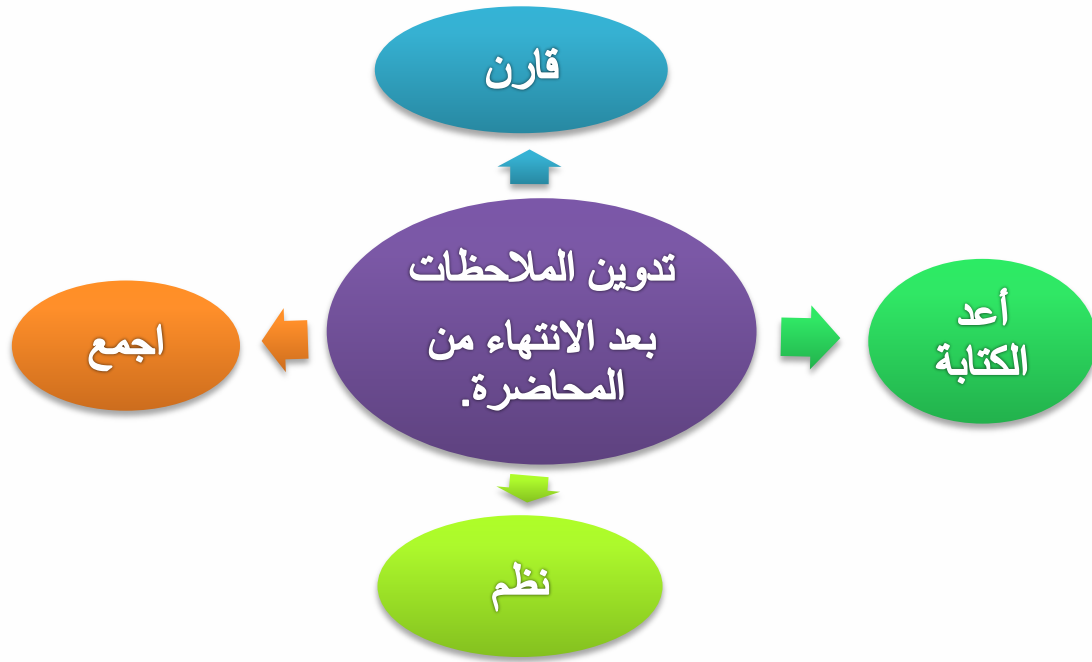 قارن
تدوين الملاحظات
بعد الانتهاء من
المحاضرة.
أعد
الكتابة
اجمع
نظم